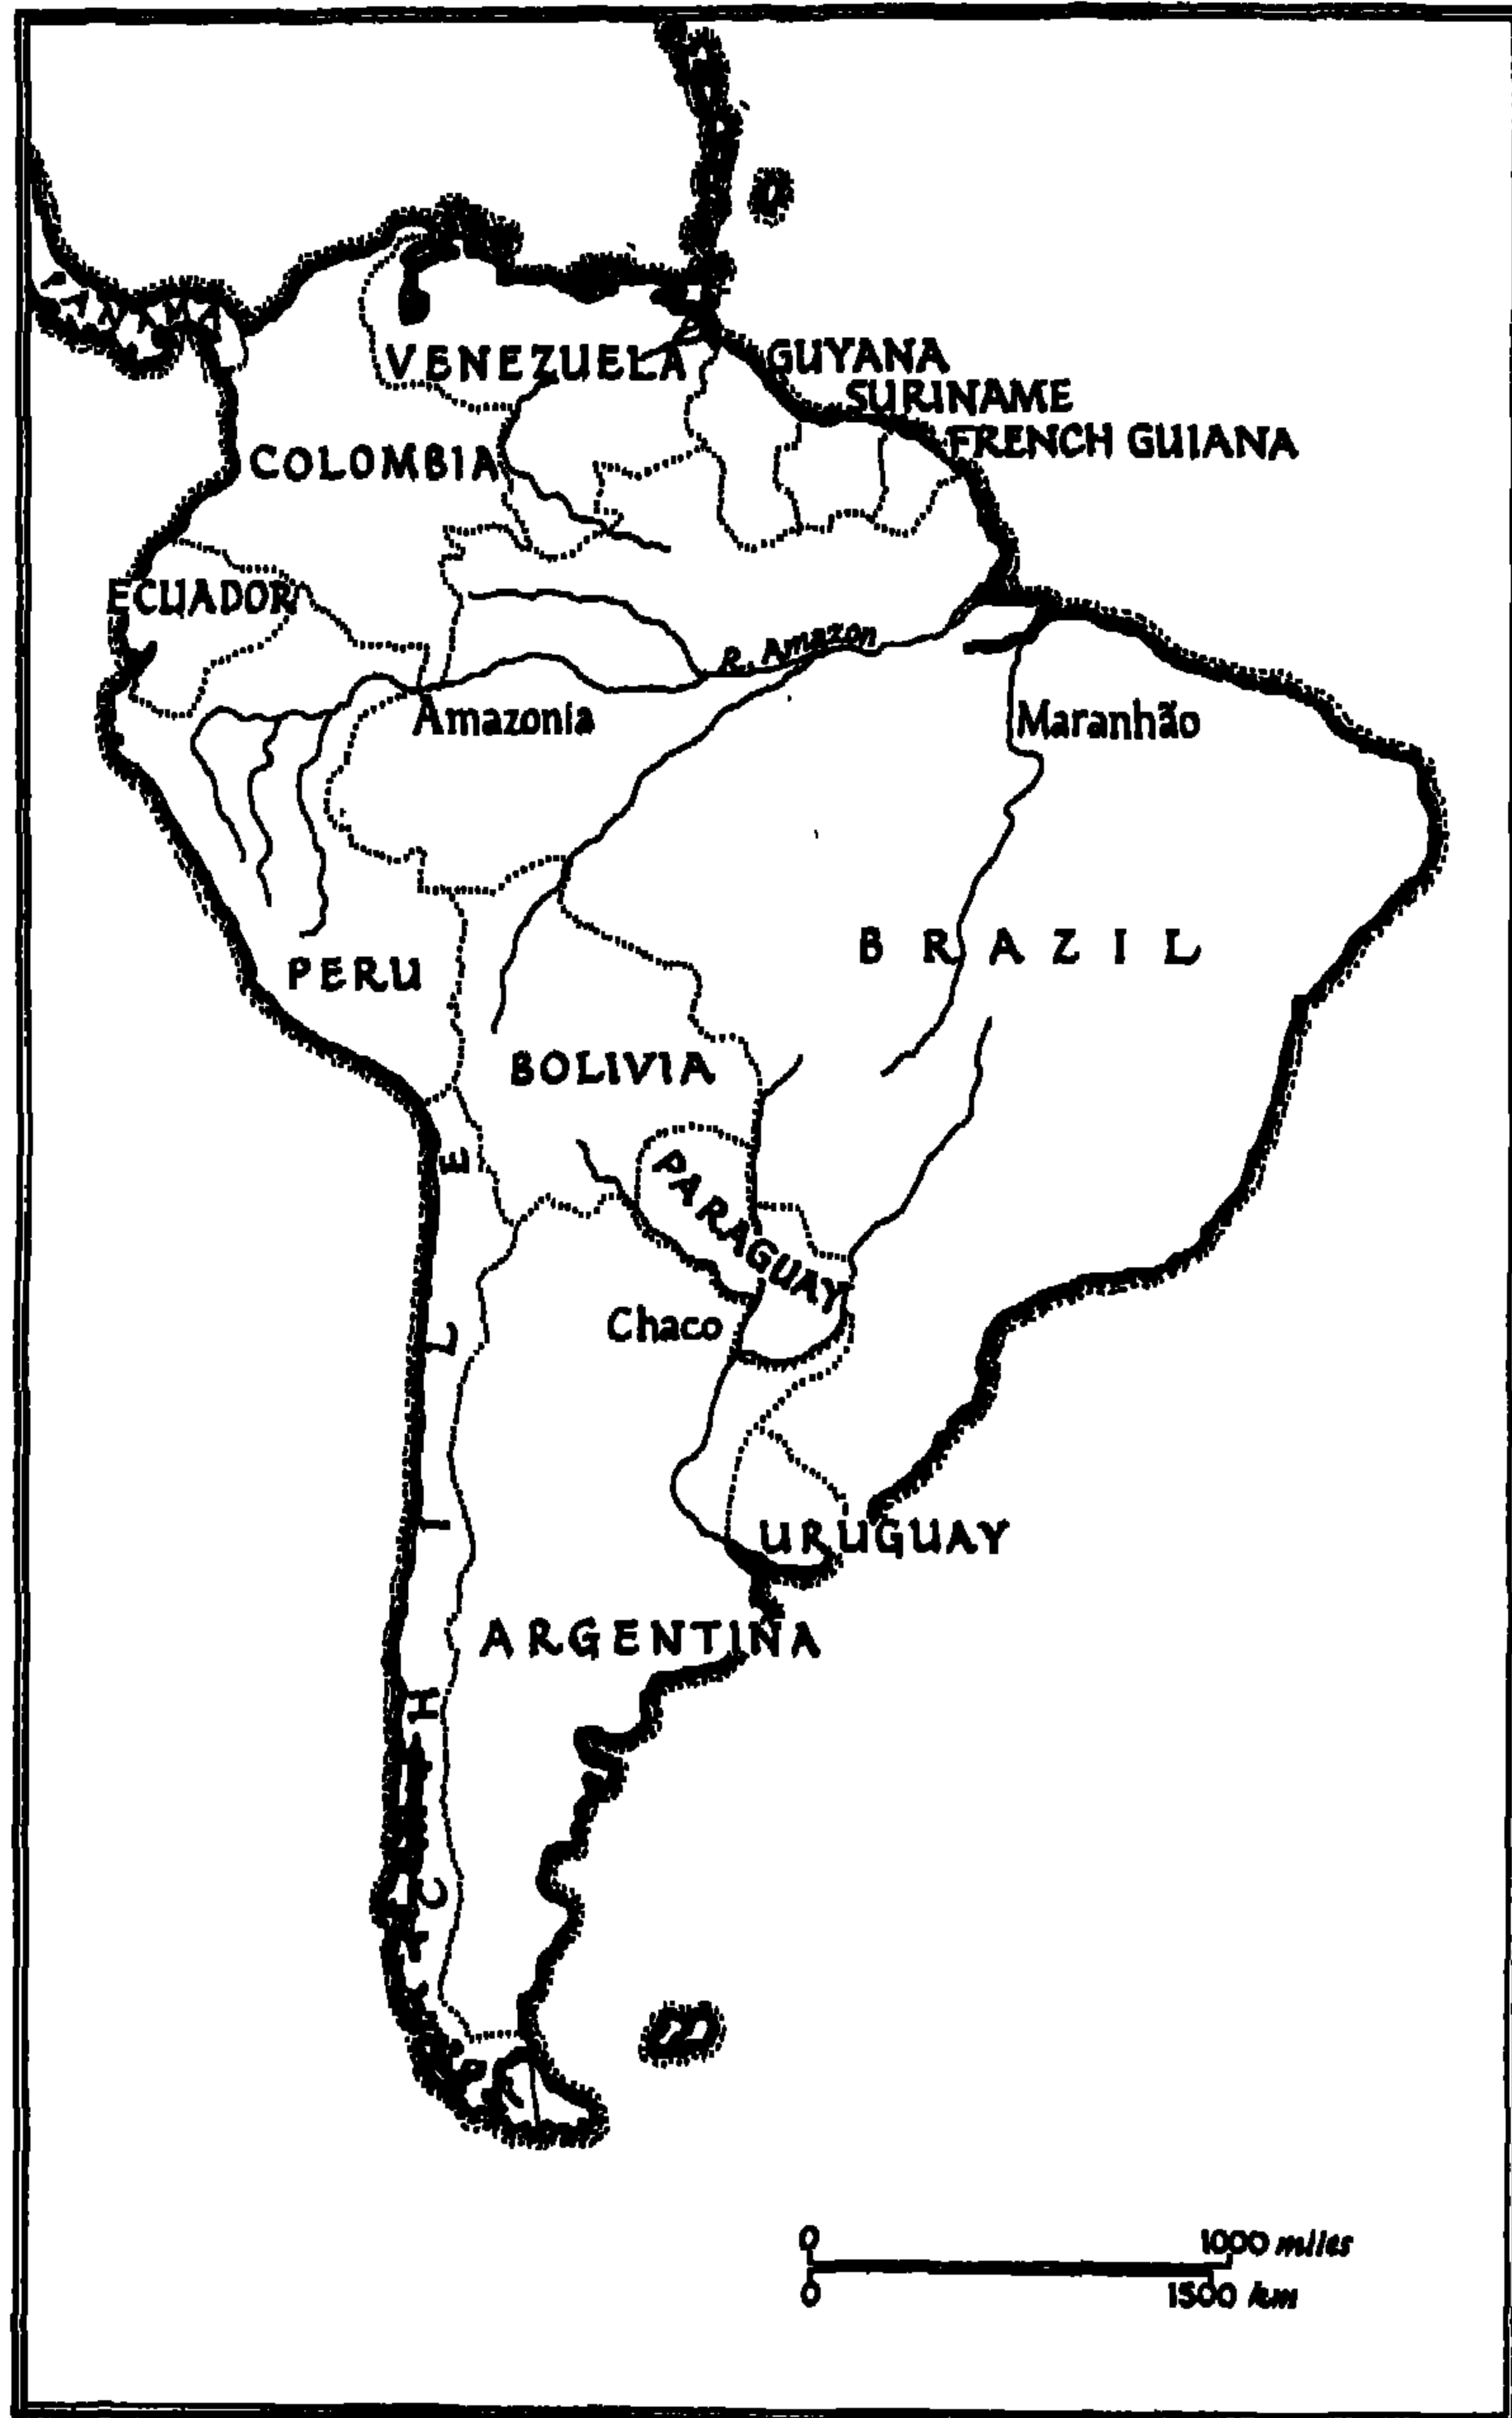 PANAMA
VENEZUELA
GUYANA
SURINAME
FRENCH GUIANA
COLOMBIA
ECUADOR
R. Amazon
Amazonia
Maranhão
BRAZIL
PERU
BOLIVIA
PARAGUAY
CHILE
Chaco
URUGUAY
ARGENTINA
0 1000 miles
0 1500 km